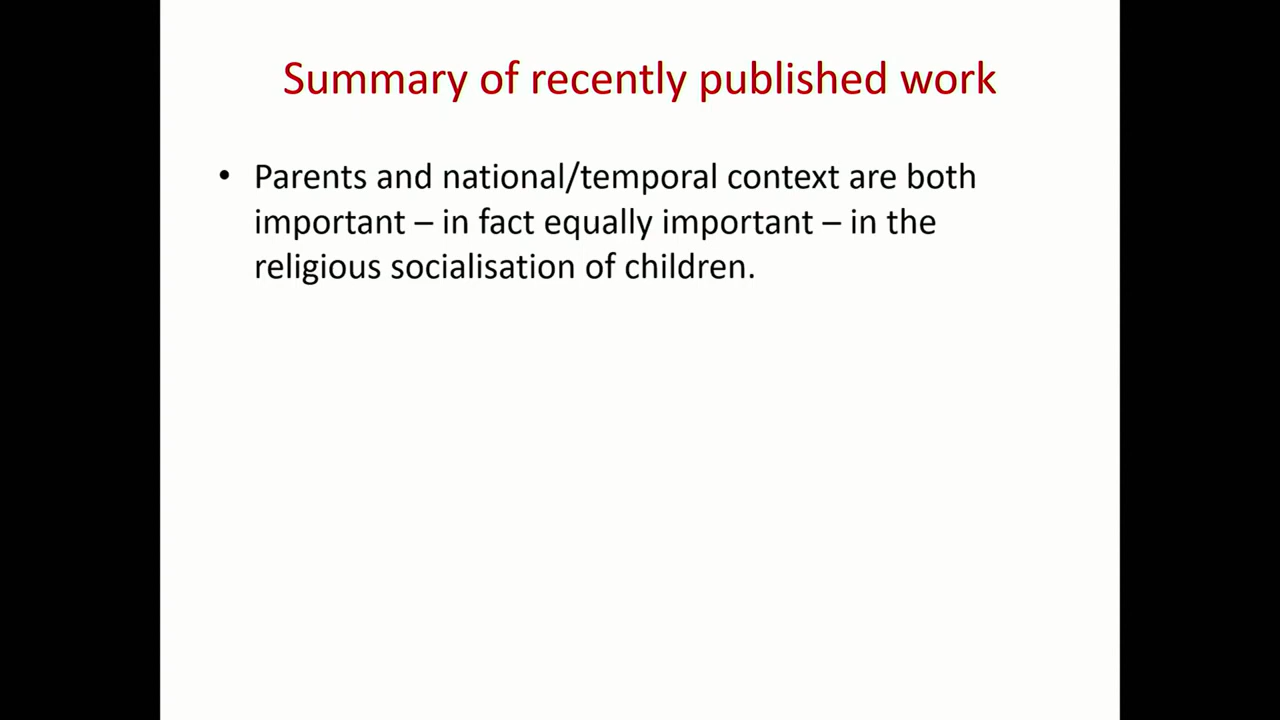 Summary of recently published work
• Parents and national/temporal context are both
important – in fact equally important – in the
religious socialisation of children.